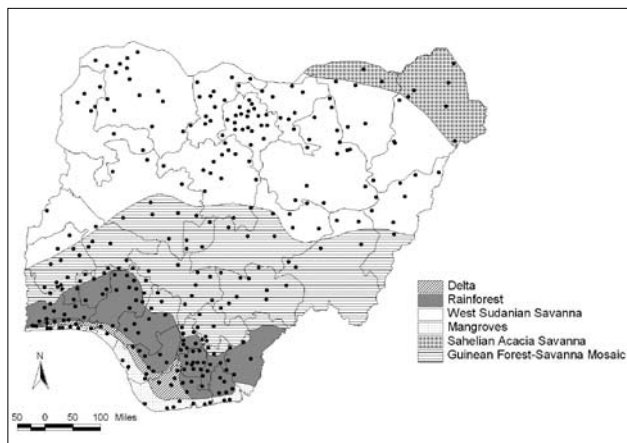 Delta
Rainforest
West Sudanian Savanna
Mangroves
Sahelian Acacia Savanna
Guinean Forest-Savanna Mosaic
N
50 0 50 100 Miles